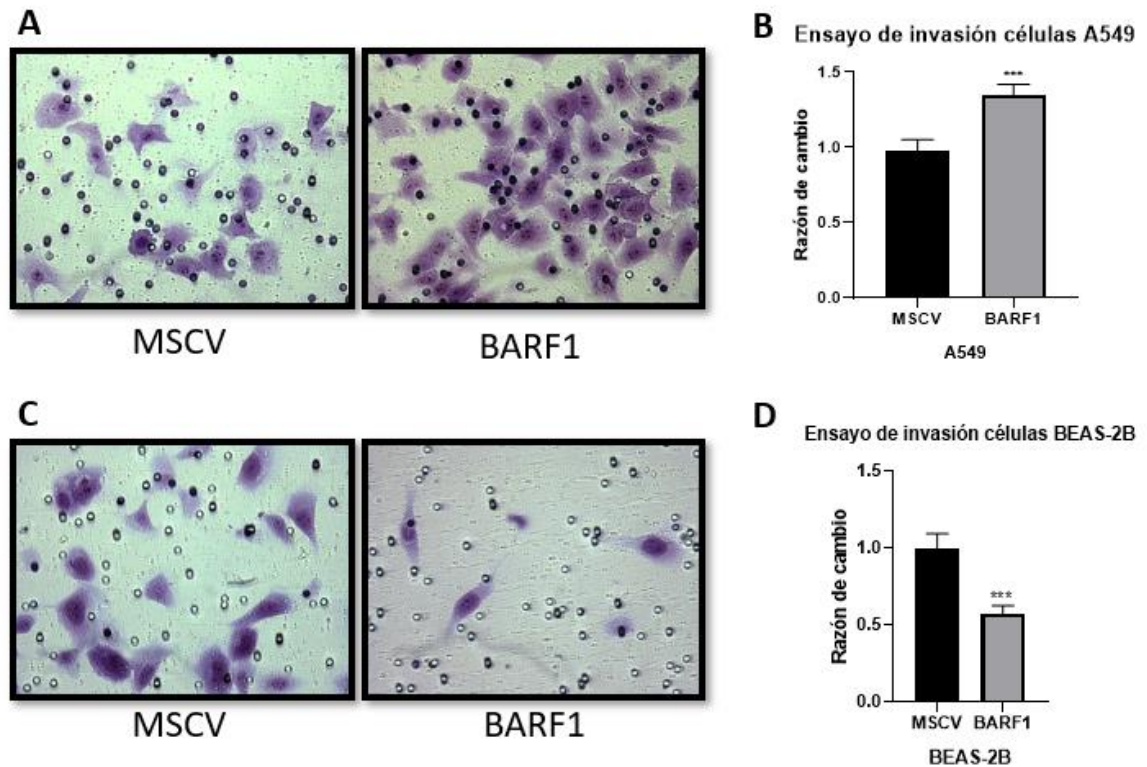 A
MSCV
BARF1
B
Ensayo de invasión células A549
***
1.5
1.0
0.5
0.0
Razón de cambio
MSCV BARF1
A549
C
MSCV
BARF1
D
Ensayo de invasión células BEAS-2B
1.5
1.0
0.5
0.0
Razón de cambio
***
MSCV BARF1
BEAS-2B